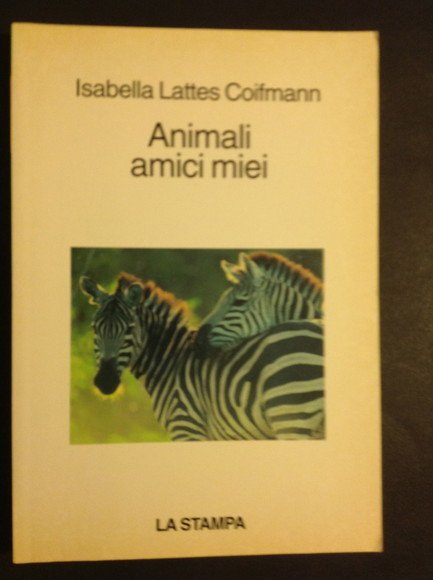 Isabella Lattes Coifmann
Animali
amici miei
LA STAMPA